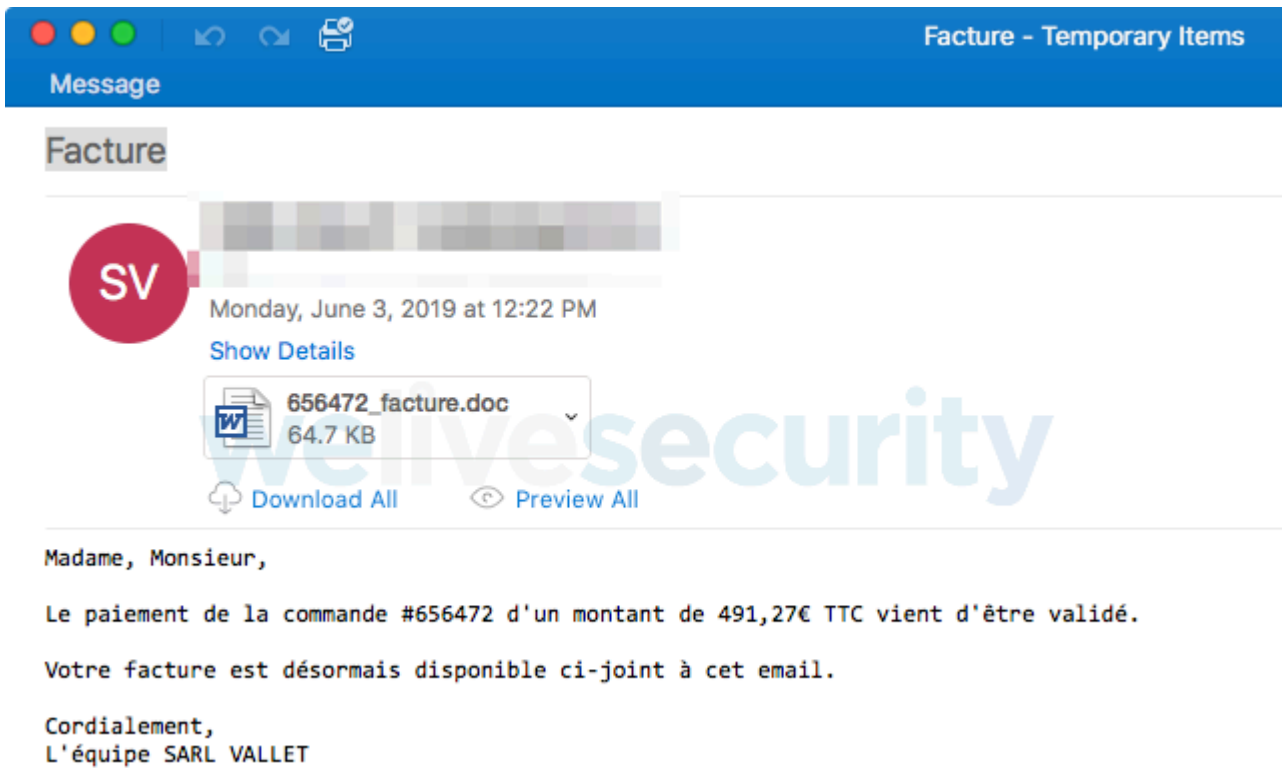 Facture - Temporary Items
Message
Facture
SV
Monday, June 3, 2019 at 12:22 PM
Show Details
656472_facture.doc
64.7 KB
welivesecurity
Download All
Preview All
Madame, Monsieur,
Le paiement de la commande #656472 d'un montant de 491,27€ TTC vient d'être validé.
Votre facture est désormais disponible ci-joint à cet email.
Cordialement,
L'équipe SARL VALLET